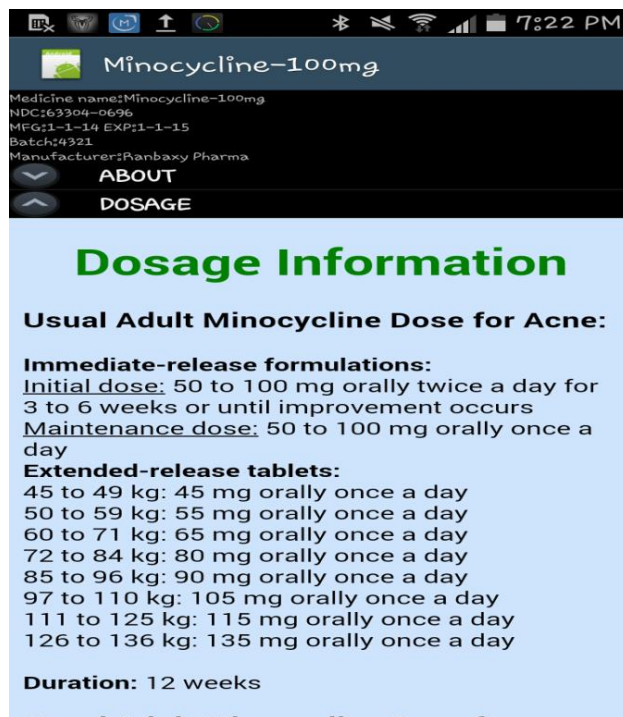 7:22 PM
Minocycline-100mg
Medicine name:Minocycline-100mg
NDC:63304-0696
MFG:1-1-14 EXP:1-1-15
Batch:4321
Manufacturer:Ranbaxy Pharma
ABOUT
DOSAGE
Dosage Information
Usual Adult Minocycline Dose for Acne:
Immediate-release formulations:
Initial dose: 50 to 100 mg orally twice a day for
3 to 6 weeks or until improvement occurs
Maintenance dose: 50 to 100 mg orally once a
day
Extended-release tablets:
45 to 49 kg: 45 mg orally once a day
50 to 59 kg: 55 mg orally once a day
60 to 71 kg: 65 mg orally once a day
72 to 84 kg: 80 mg orally once a day
85 to 96 kg: 90 mg orally once a day
97 to 110 kg: 105 mg orally once a day
111 to 125 kg: 115 mg orally once a day
126 to 136 kg: 135 mg orally once a day
Duration: 12 weeks